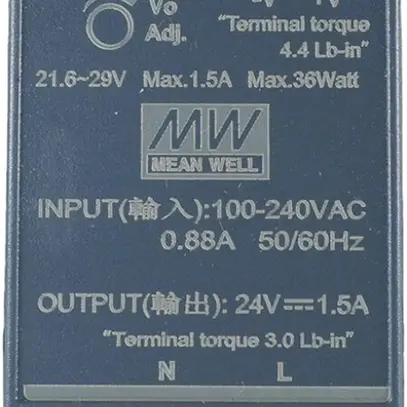 Vo
Adj.
"Terminal torque
4.4 Lb-in"
21.6~29V Max.1.5A Max.36Watt
MW
MEAN WELL
INPUT(輸入):100-240VAC
0.88A 50/60Hz
OUTPUT(輸出): 24V⎓1.5A
"Terminal torque 3.0 Lb-in"
N L